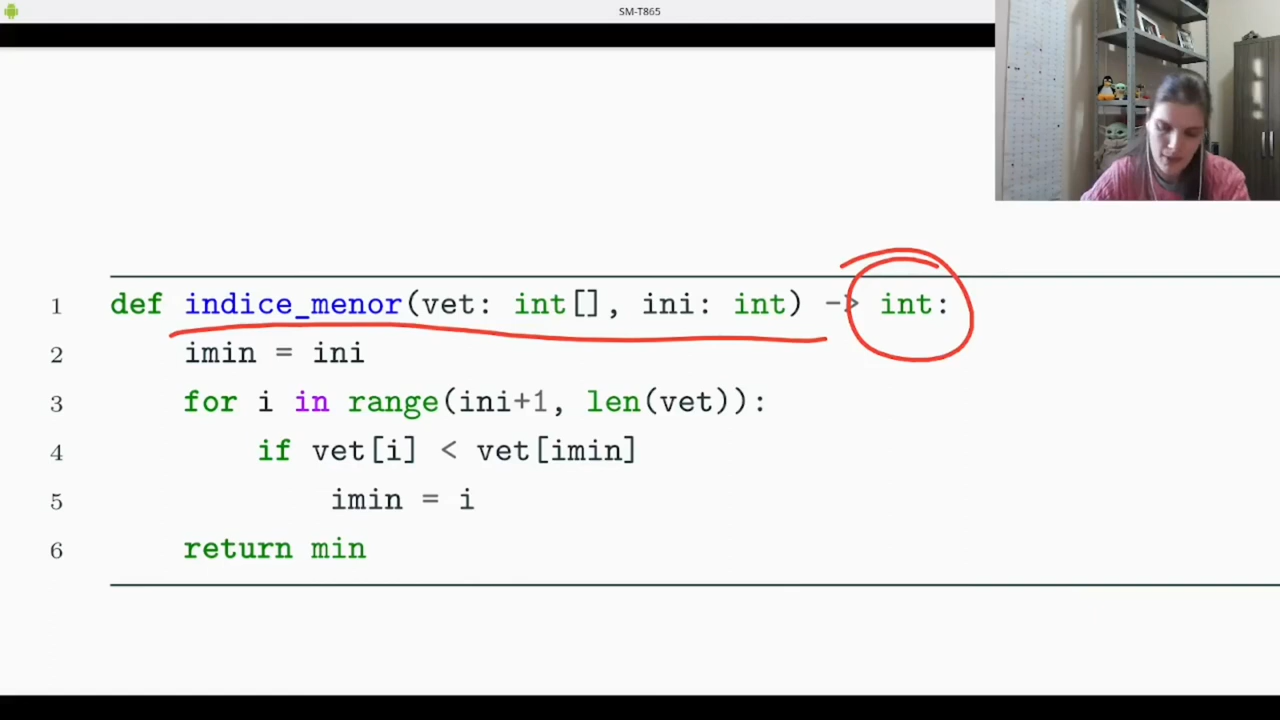 SM-T865
1 def indice_menor(vet: int[], ini: int) -> int:
2 imin = ini
3 for i in range(ini+1, len(vet)):
4 if vet[i] < vet[imin]
5 imin = i
6 return min